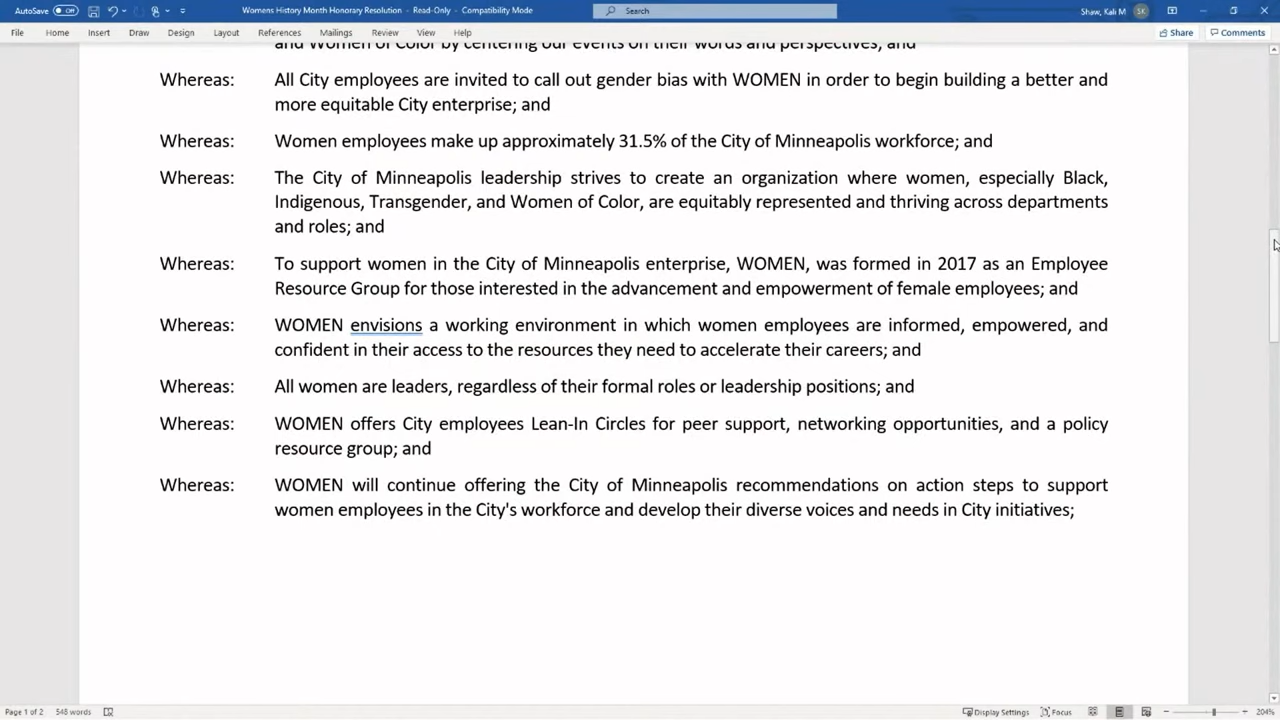 AutoSave Off Womens History Month Honorary Resolution - Read-Only - Compatibility Mode Search Shaw, Kali M SK
File Home Insert Draw Design Layout References Mailings Review View Help Share Comments
and Women of Color by centering our events on their words and perspectives; and
Whereas: All City employees are invited to call out gender bias with WOMEN in order to begin building a better and
more equitable City enterprise; and
Whereas: Women employees make up approximately 31.5% of the City of Minneapolis workforce; and
Whereas: The City of Minneapolis leadership strives to create an organization where women, especially Black,
Indigenous, Transgender, and Women of Color, are equitably represented and thriving across departments
and roles; and
Whereas: To support women in the City of Minneapolis enterprise, WOMEN, was formed in 2017 as an Employee
Resource Group for those interested in the advancement and empowerment of female employees; and
Whereas: WOMEN envisions a working environment in which women employees are informed, empowered, and
confident in their access to the resources they need to accelerate their careers; and
Whereas: All women are leaders, regardless of their formal roles or leadership positions; and
Whereas: WOMEN offers City employees Lean-In Circles for peer support, networking opportunities, and a policy
resource group; and
Whereas: WOMEN will continue offering the City of Minneapolis recommendations on action steps to support
women employees in the City's workforce and develop their diverse voices and needs in City initiatives;
Page 1 of 2 548 words Display Settings Focus 204%